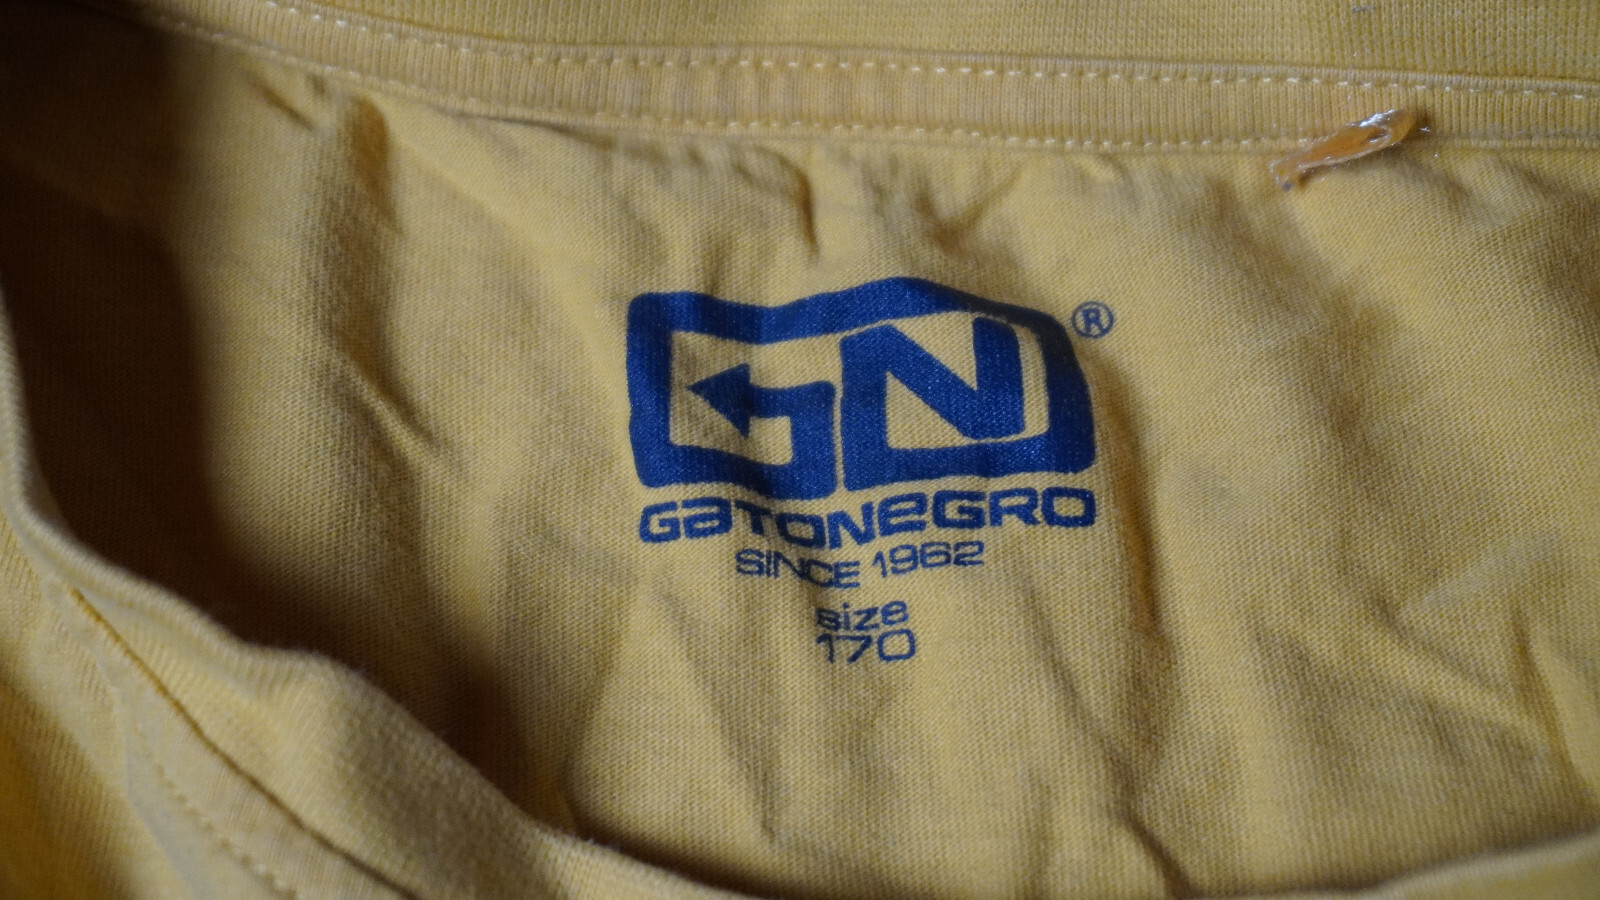 GN®
GaTONeGRO
SINCE 1962
size
170